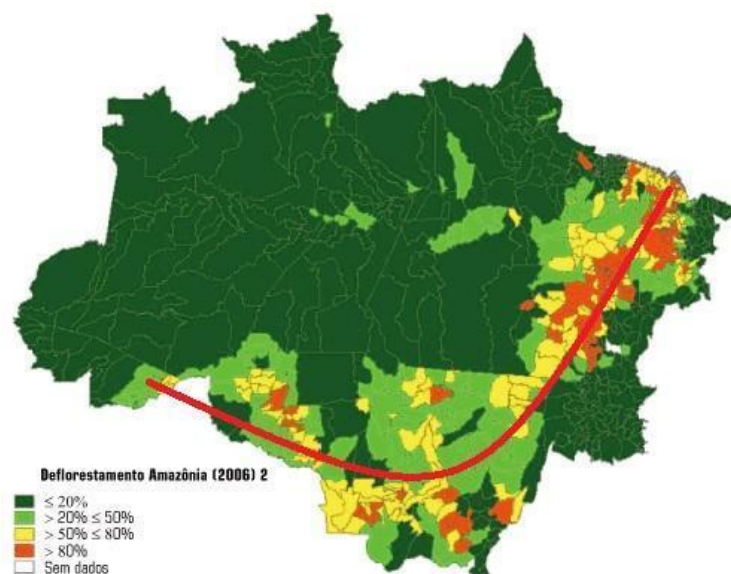 Deflorestamento Amazônia (2006) 2
≤ 20%
> 20% ≤ 50%
> 50% ≤ 80%
> 80%
Sem dados